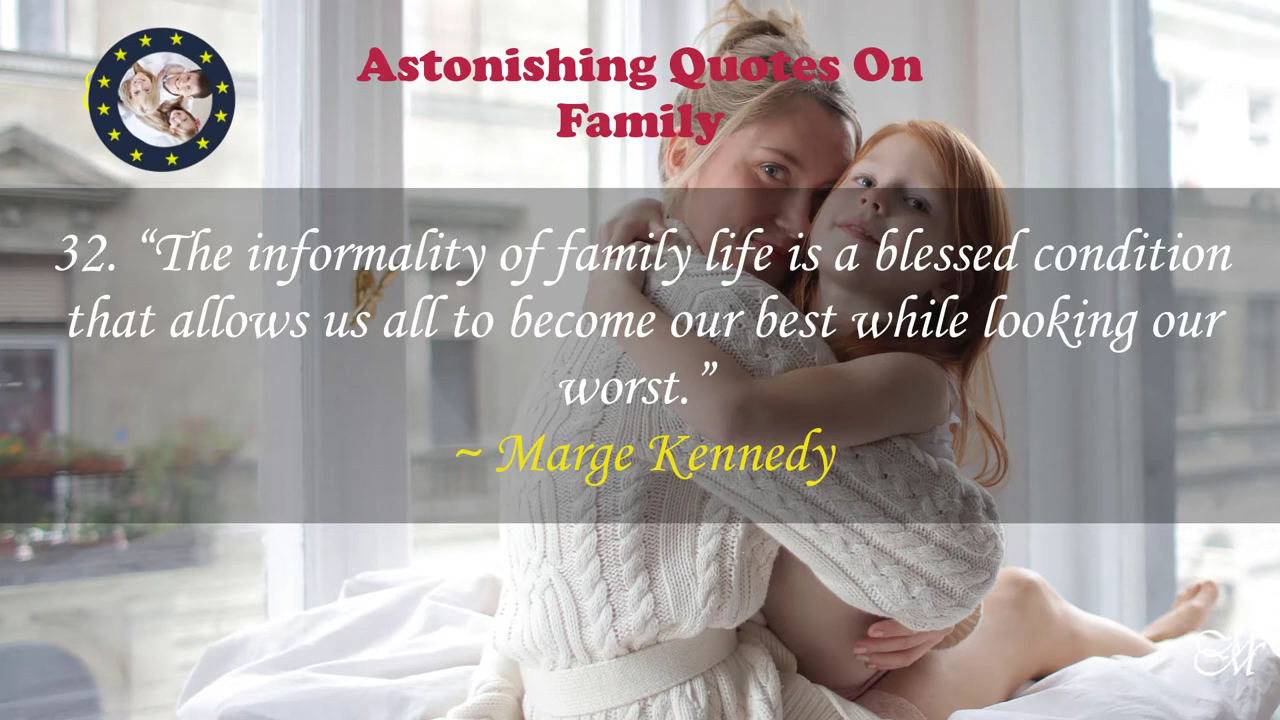 Astonishing Quotes On
Family
32. “The informality of family life is a blessed condition
that allows us all to become our best while looking our
worst.”
~ Marge Kennedy